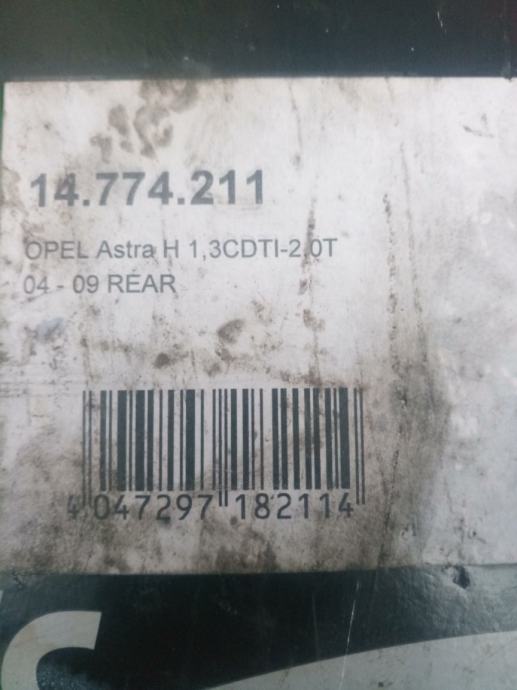 14.774.211
OPEL Astra H 1,3CDTI-2.0T
04 - 09 REAR
4 047297 182114